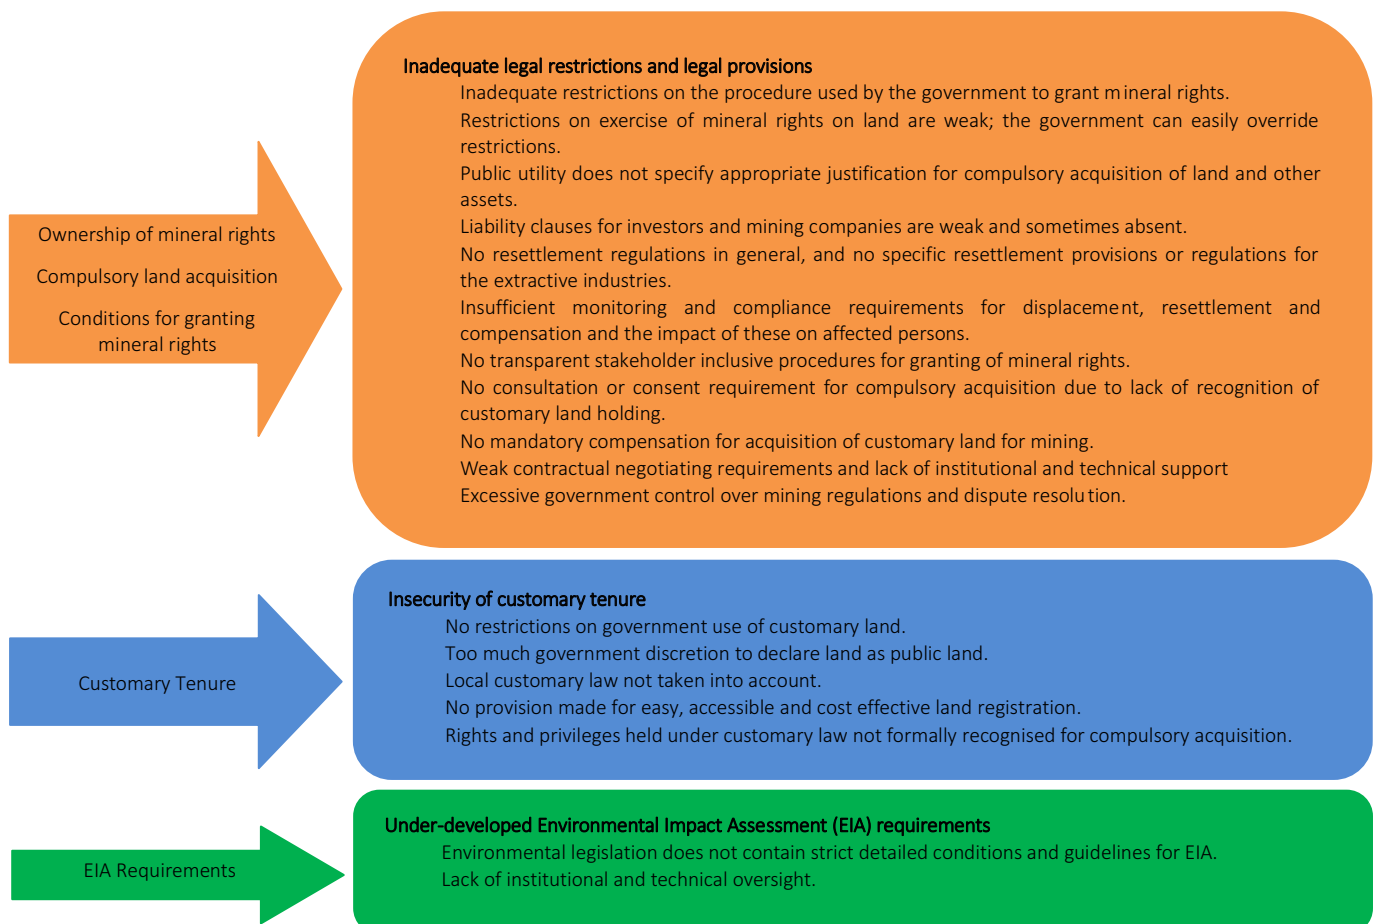 Inadequate legal restrictions and legal provisions
Inadequate restrictions on the procedure used by the government to grant mineral rights.
Restrictions on exercise of mineral rights on land are weak; the government can easily override
restrictions.
Public utility does not specify appropriate justification for compulsory acquisition of land and other
assets.
Liability clauses for investors and mining companies are weak and sometimes absent.
No resettlement regulations in general, and no specific resettlement provisions or regulations for
the extractive industries.
Insufficient monitoring and compliance requirements for displacement, resettlement and
compensation and the impact of these on affected persons.
No transparent stakeholder inclusive procedures for granting of mineral rights.
No consultation or consent requirement for compulsory acquisition due to lack of recognition of
customary land holding.
No mandatory compensation for acquisition of customary land for mining.
Weak contractual negotiating requirements and lack of institutional and technical support
Excessive government control over mining regulations and dispute resolution.
Ownership of mineral rights
Compulsory land acquisition
Conditions for granting
mineral rights
Insecurity of customary tenure
No restrictions on government use of customary land.
Too much government discretion to declare land as public land.
Local customary law not taken into account.
No provision made for easy, accessible and cost effective land registration.
Rights and privileges held under customary law not formally recognised for compulsory acquisition.
Customary Tenure
Under-developed Environmental Impact Assessment (EIA) requirements
Environmental legislation does not contain strict detailed conditions and guidelines for EIA.
Lack of institutional and technical oversight.
EIA Requirements